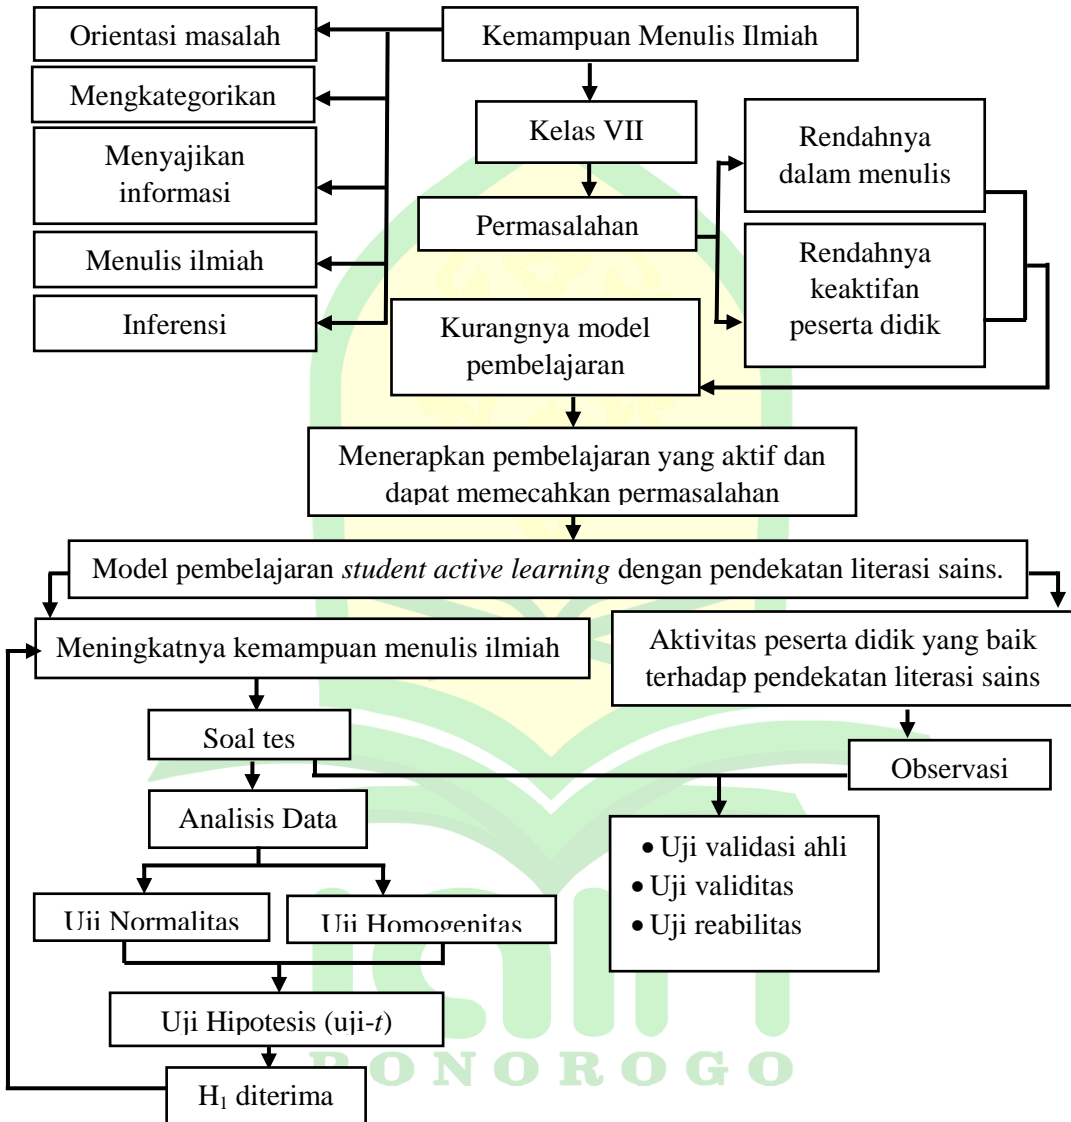 Orientasi masalah
Kemampuan Menulis Ilmiah
Mengkategorikan
Kelas VII
Rendahnya
dalam menulis
Menyajikan
informasi
Permasalahan
Menulis ilmiah
Rendahnya
keaktifan
peserta didik
Inferensi
Kurangnya model
pembelajaran
Menerapkan pembelajaran yang aktif dan
dapat memecahkan permasalahan
Model pembelajaran student active learning dengan pendekatan literasi sains.
Meningkatnya kemampuan menulis ilmiah
Aktivitas peserta didik yang baik
terhadap pendekatan literasi sains
Soal tes
Observasi
Analisis Data
• Uji validasi ahli
• Uji validitas
• Uji reabilitas
Uji Normalitas
Uji Homogenitas
Uji Hipotesis (uji-t)
H₁ diterima
IAIN
PONOROGO